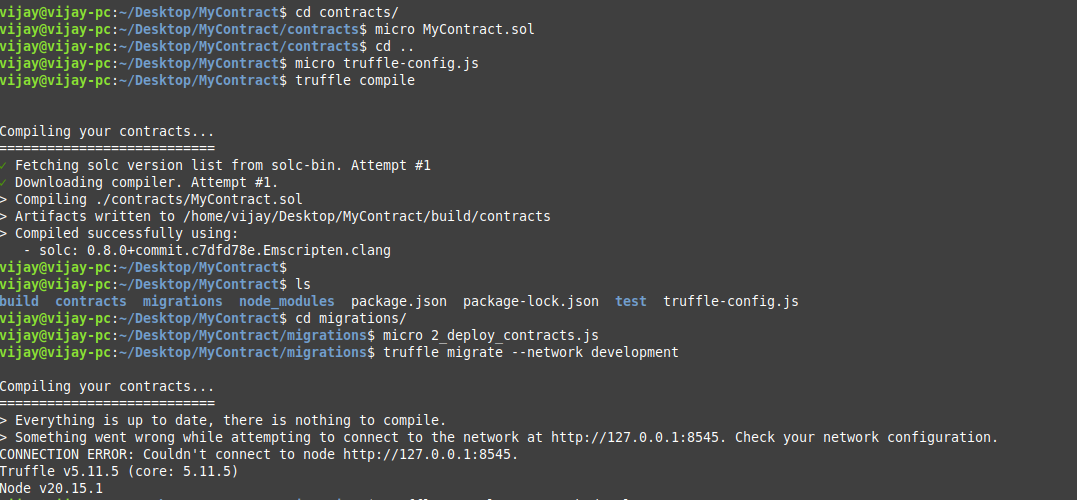 vijay@vijay-pc:~/Desktop/MyContract$ cd contracts/
vijay@vijay-pc:~/Desktop/MyContract/contracts$ micro MyContract.sol
vijay@vijay-pc:~/Desktop/MyContract/contracts$ cd ..
vijay@vijay-pc:~/Desktop/MyContract$ micro truffle-config.js
vijay@vijay-pc:~/Desktop/MyContract$ truffle compile
Compiling your contracts...
===========================
✓ Fetching solc version list from solc-bin. Attempt #1
✓ Downloading compiler. Attempt #1.
> Compiling ./contracts/MyContract.sol
> Artifacts written to /home/vijay/Desktop/MyContract/build/contracts
> Compiled successfully using:
   - solc: 0.8.0+commit.c7dfd78e.Emscripten.clang
vijay@vijay-pc:~/Desktop/MyContract$
vijay@vijay-pc:~/Desktop/MyContract$ ls
build  contracts  migrations  node_modules  package.json  package-lock.json  test  truffle-config.js
vijay@vijay-pc:~/Desktop/MyContract$ cd migrations/
vijay@vijay-pc:~/Desktop/MyContract/migrations$ micro 2_deploy_contracts.js
vijay@vijay-pc:~/Desktop/MyContract/migrations$ truffle migrate --network development
Compiling your contracts...
===========================
> Everything is up to date, there is nothing to compile.
> Something went wrong while attempting to connect to the network at http://127.0.0.1:8545. Check your network configuration.
CONNECTION ERROR: Couldn't connect to node http://127.0.0.1:8545.
Truffle v5.11.5 (core: 5.11.5)
Node v20.15.1